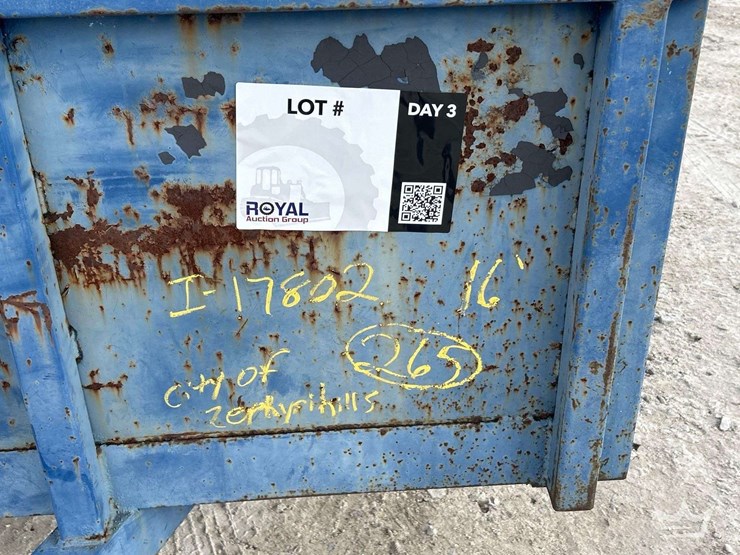 LOT #
DAY 3
ROYAL
Auction Group
I-17802 16'
265
City of
Zephyrhills